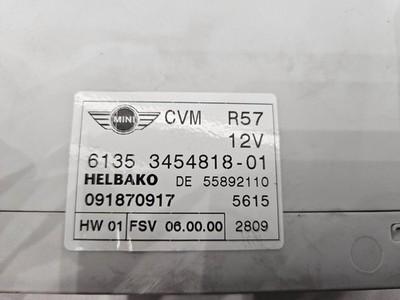 MINI CVM R57
12V
6135 3454818-01
HELBAKO DE 55892110
091870917 5615
HW 01 FSV 06.00.00 2809